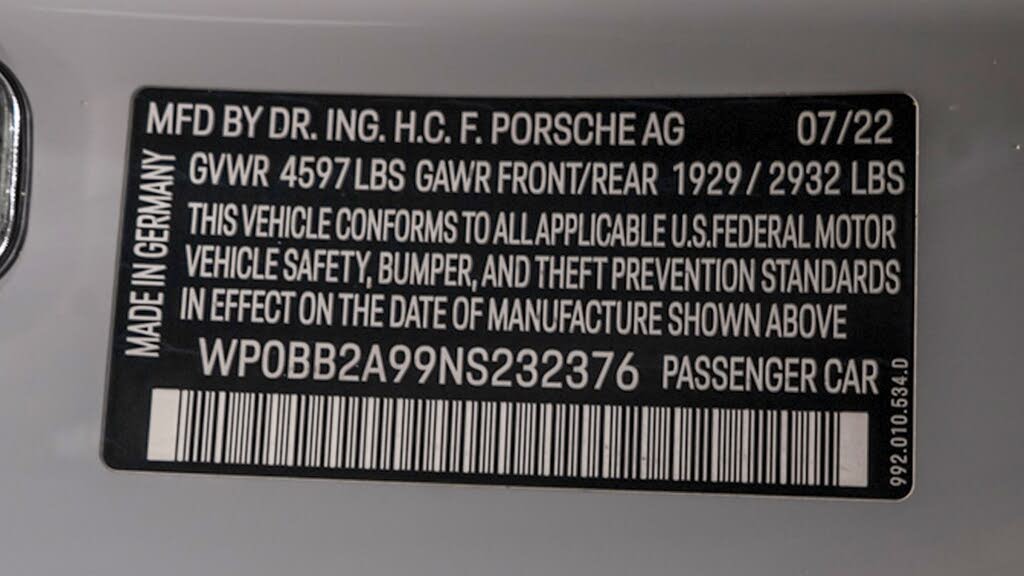 MFD BY DR. ING. H.C. F. PORSCHE AG 07/22
MADE IN GERMANY
GVWR 4597 LBS GAWR FRONT/REAR 1929 / 2932 LBS
THIS VEHICLE CONFORMS TO ALL APPLICABLE U.S.FEDERAL MOTOR
VEHICLE SAFETY, BUMPER, AND THEFT PREVENTION STANDARDS
IN EFFECT ON THE DATE OF MANUFACTURE SHOWN ABOVE
WP0BB2A99NS232376 PASSENGER CAR
992.010.534.D